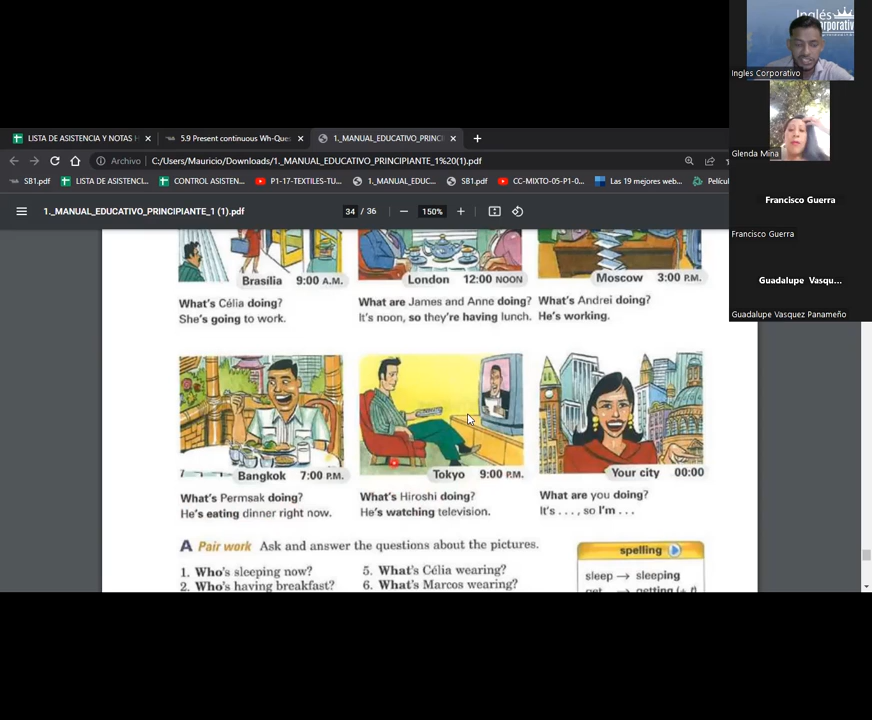 Inglés
Corporativo
Ingles Corporativo
LISTA DE ASISTENCIA Y NOTAS
5.9 Present continuous Wh-Ques
1._MANUAL_EDUCATIVO_PRINCI
Archivo
C:/Users/Mauricio/Downloads/1._MANUAL_EDUCATIVO_PRINCIPIANTE_1%20(1).pdf
Glenda Mina
SB1.pdf
LISTA DE ASISTENCI...
CONTROL ASISTEN...
P1-17-TEXTILES-TU...
1._MANUAL_EDUC...
SB1.pdf
CC-MIXTO-05-P1-0...
Las 19 mejores web...
Pelícu
1._MANUAL_EDUCATIVO_PRINCIPIANTE_1 (1).pdf
34 / 36
150%
Francisco Guerra
Francisco Guerra
Guadalupe Vasqu...
Guadalupe Vasquez Panameño
Brasília 9:00 A.M.
London 12:00 NOON
Moscow 3:00 P.M.
What's Célia doing?
She's going to work.
What are James and Anne doing?
It's noon, so they're having lunch.
What's Andrei doing?
He's working.
Bangkok 7:00 P.M.
Tokyo 9:00 P.M.
Your city 00:00
What's Permsak doing?
He's eating dinner right now.
What's Hiroshi doing?
He's watching television.
What are you doing?
It's . . . , so I'm . . .
A Pair work Ask and answer the questions about the pictures.
1. Who's sleeping now?
2. Who's having breakfast?
5. What's Célia wearing?
6. What's Marcos wearing?
spelling
sleep → sleeping
get → getting (+ t)